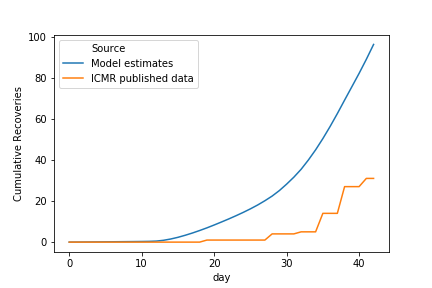 100
80
60
40
20
0
Cumulative Recoveries
Source
Model estimates
ICMR published data
0 10 20 30 40
day